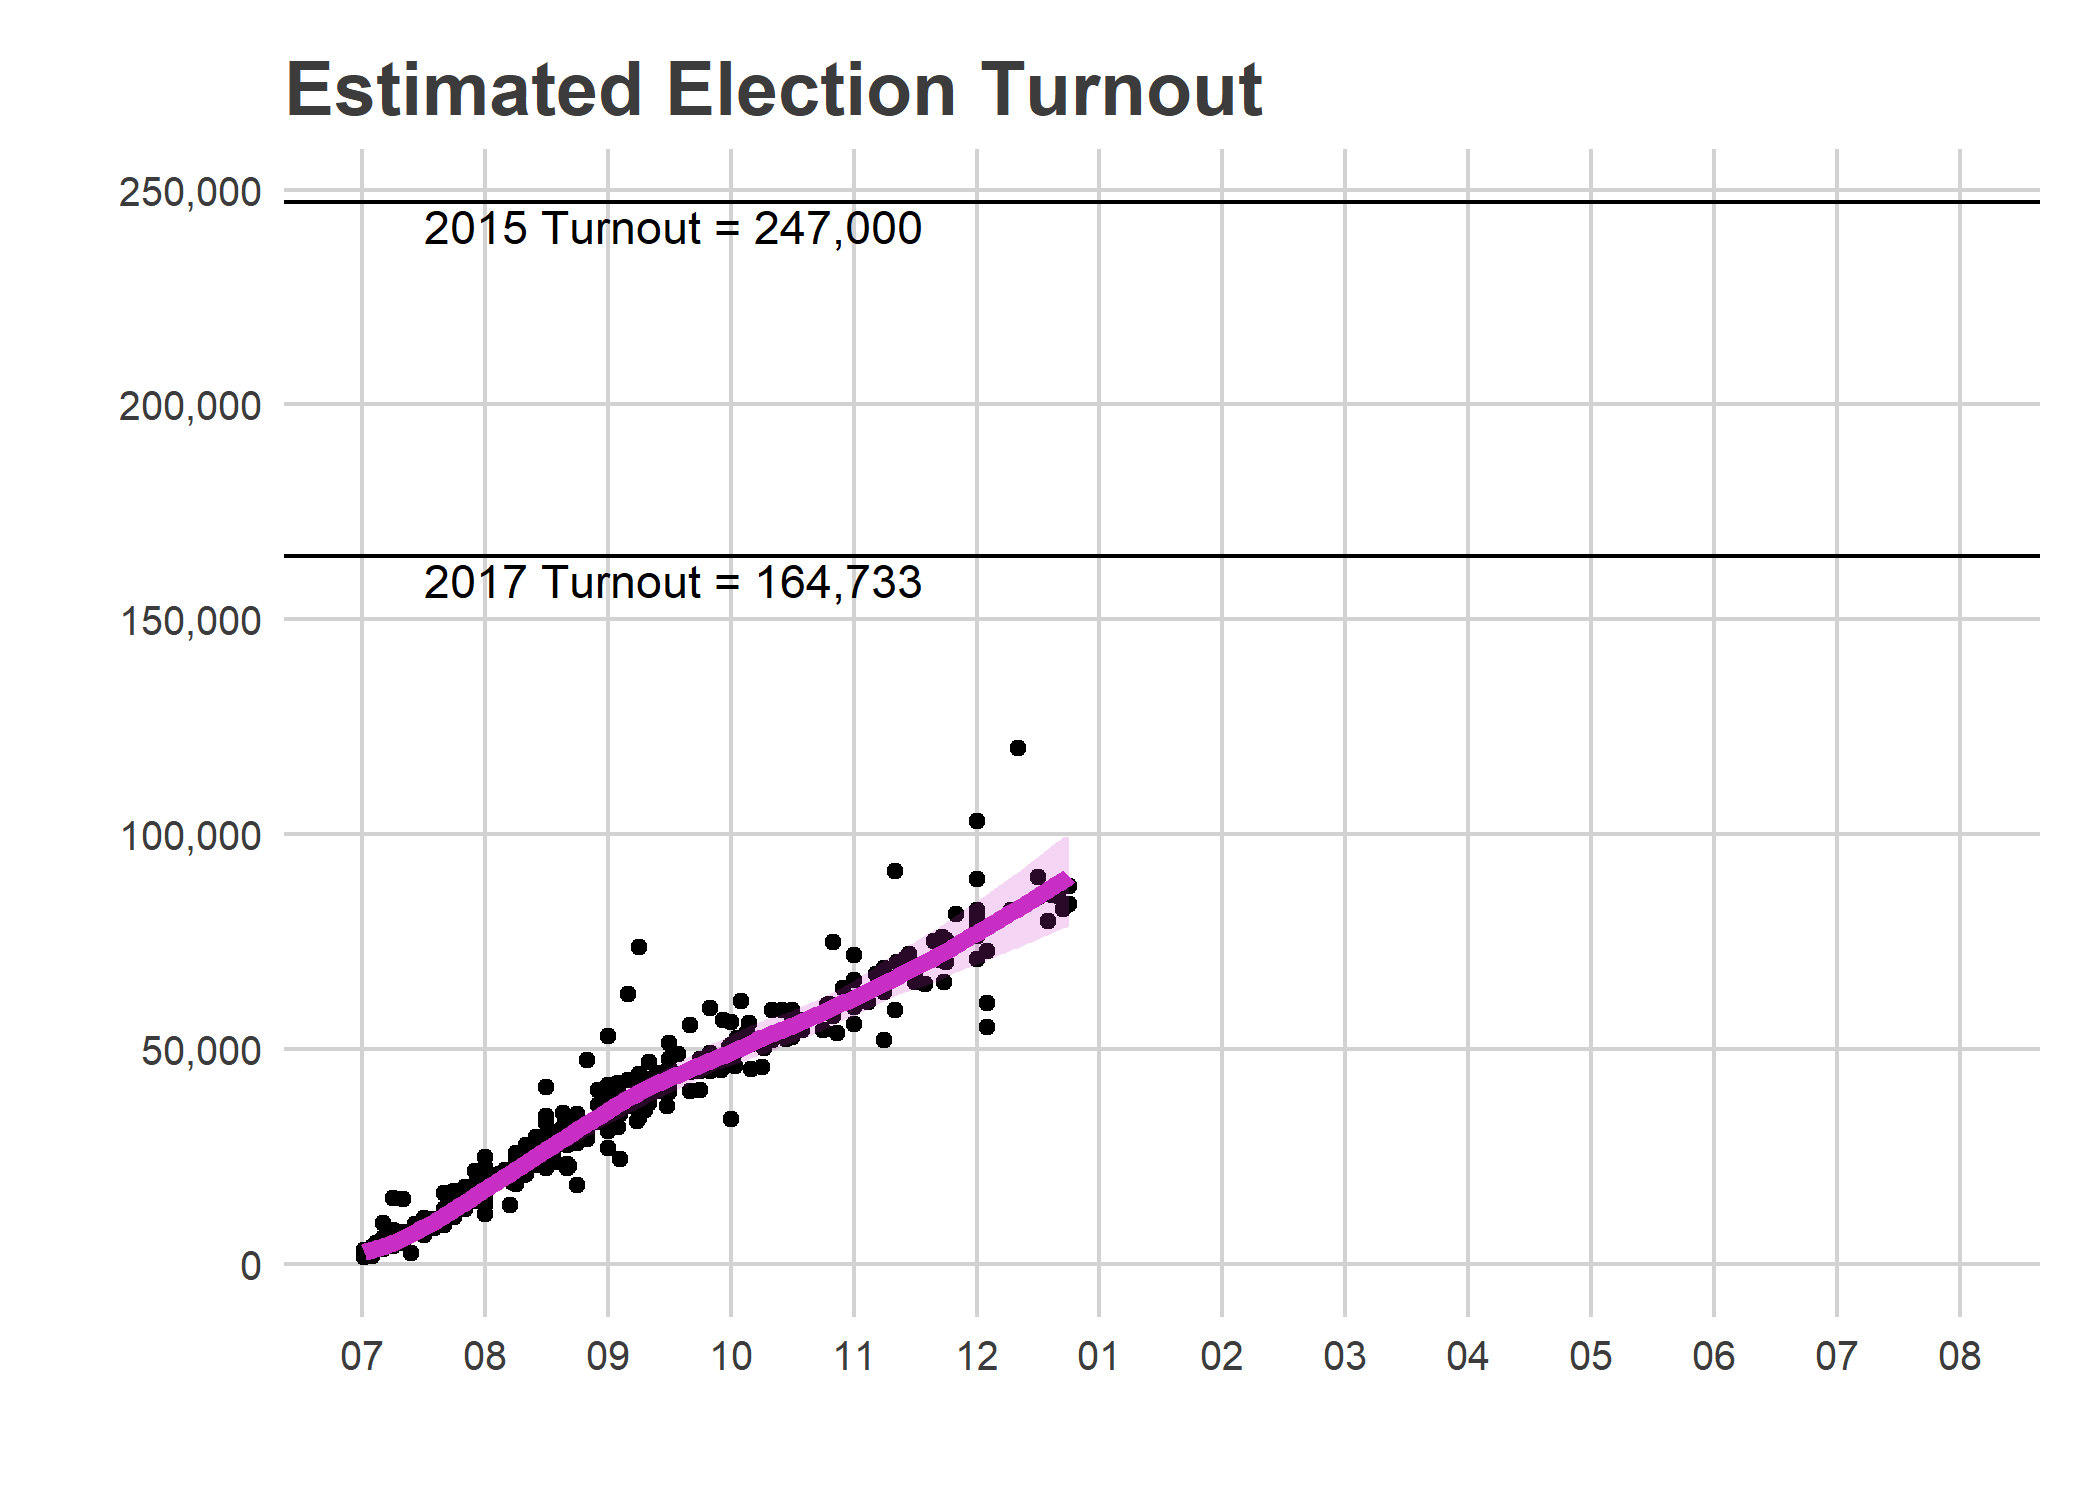 Estimated Election Turnout
250,000
2015 Turnout = 247,000
200,000
2017 Turnout = 164,733
150,000
100,000
50,000
0
07 08 09 10 11 12 01 02 03 04 05 06 07 08